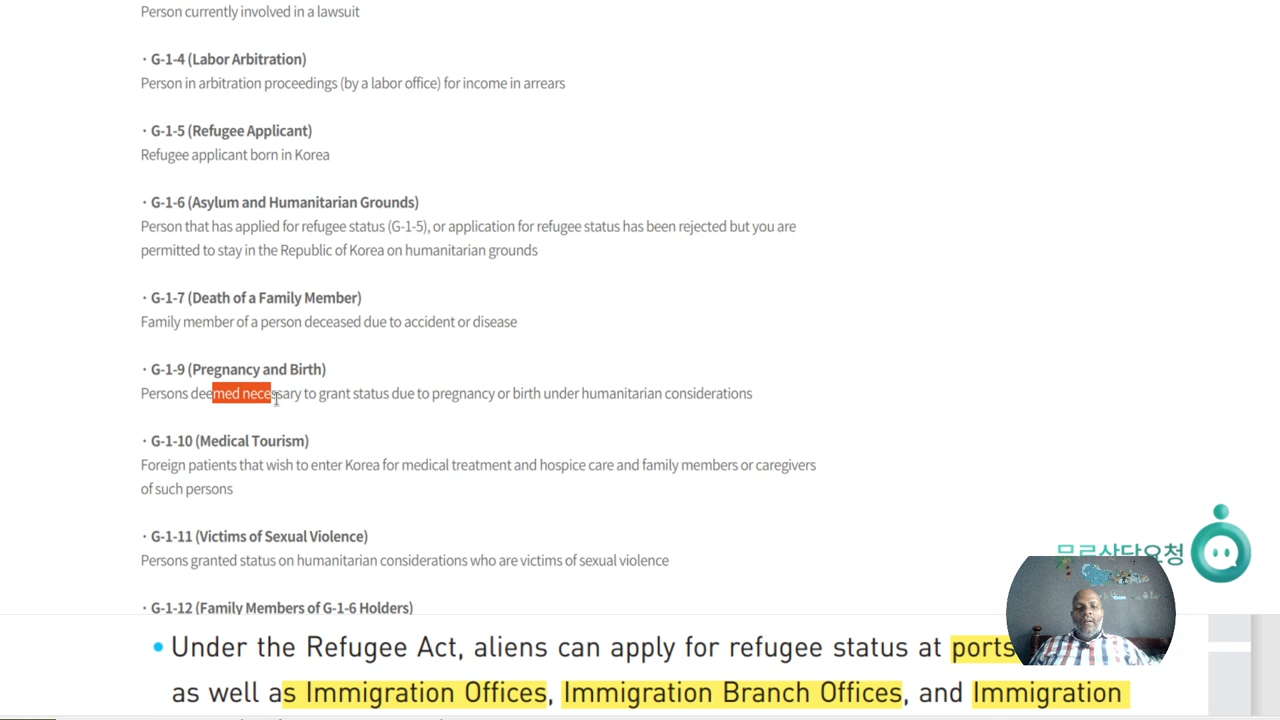 Person currently involved in a lawsuit
· G-1-4 (Labor Arbitration)
Person in arbitration proceedings (by a labor office) for income in arrears
· G-1-5 (Refugee Applicant)
Refugee applicant born in Korea
· G-1-6 (Asylum and Humanitarian Grounds)
Person that has applied for refugee status (G-1-5), or application for refugee status has been rejected but you are
permitted to stay in the Republic of Korea on humanitarian grounds
· G-1-7 (Death of a Family Member)
Family member of a person deceased due to accident or disease
· G-1-9 (Pregnancy and Birth)
Persons deemed necessary to grant status due to pregnancy or birth under humanitarian considerations
· G-1-10 (Medical Tourism)
Foreign patients that wish to enter Korea for medical treatment and hospice care and family members or caregivers
of such persons
· G-1-11 (Victims of Sexual Violence)
Persons granted status on humanitarian considerations who are victims of sexual violence
· G-1-12 (Family Members of G-1-6 Holders)
• Under the Refugee Act, aliens can apply for refugee status at ports
as well as Immigration Offices, Immigration Branch Offices, and Immigration